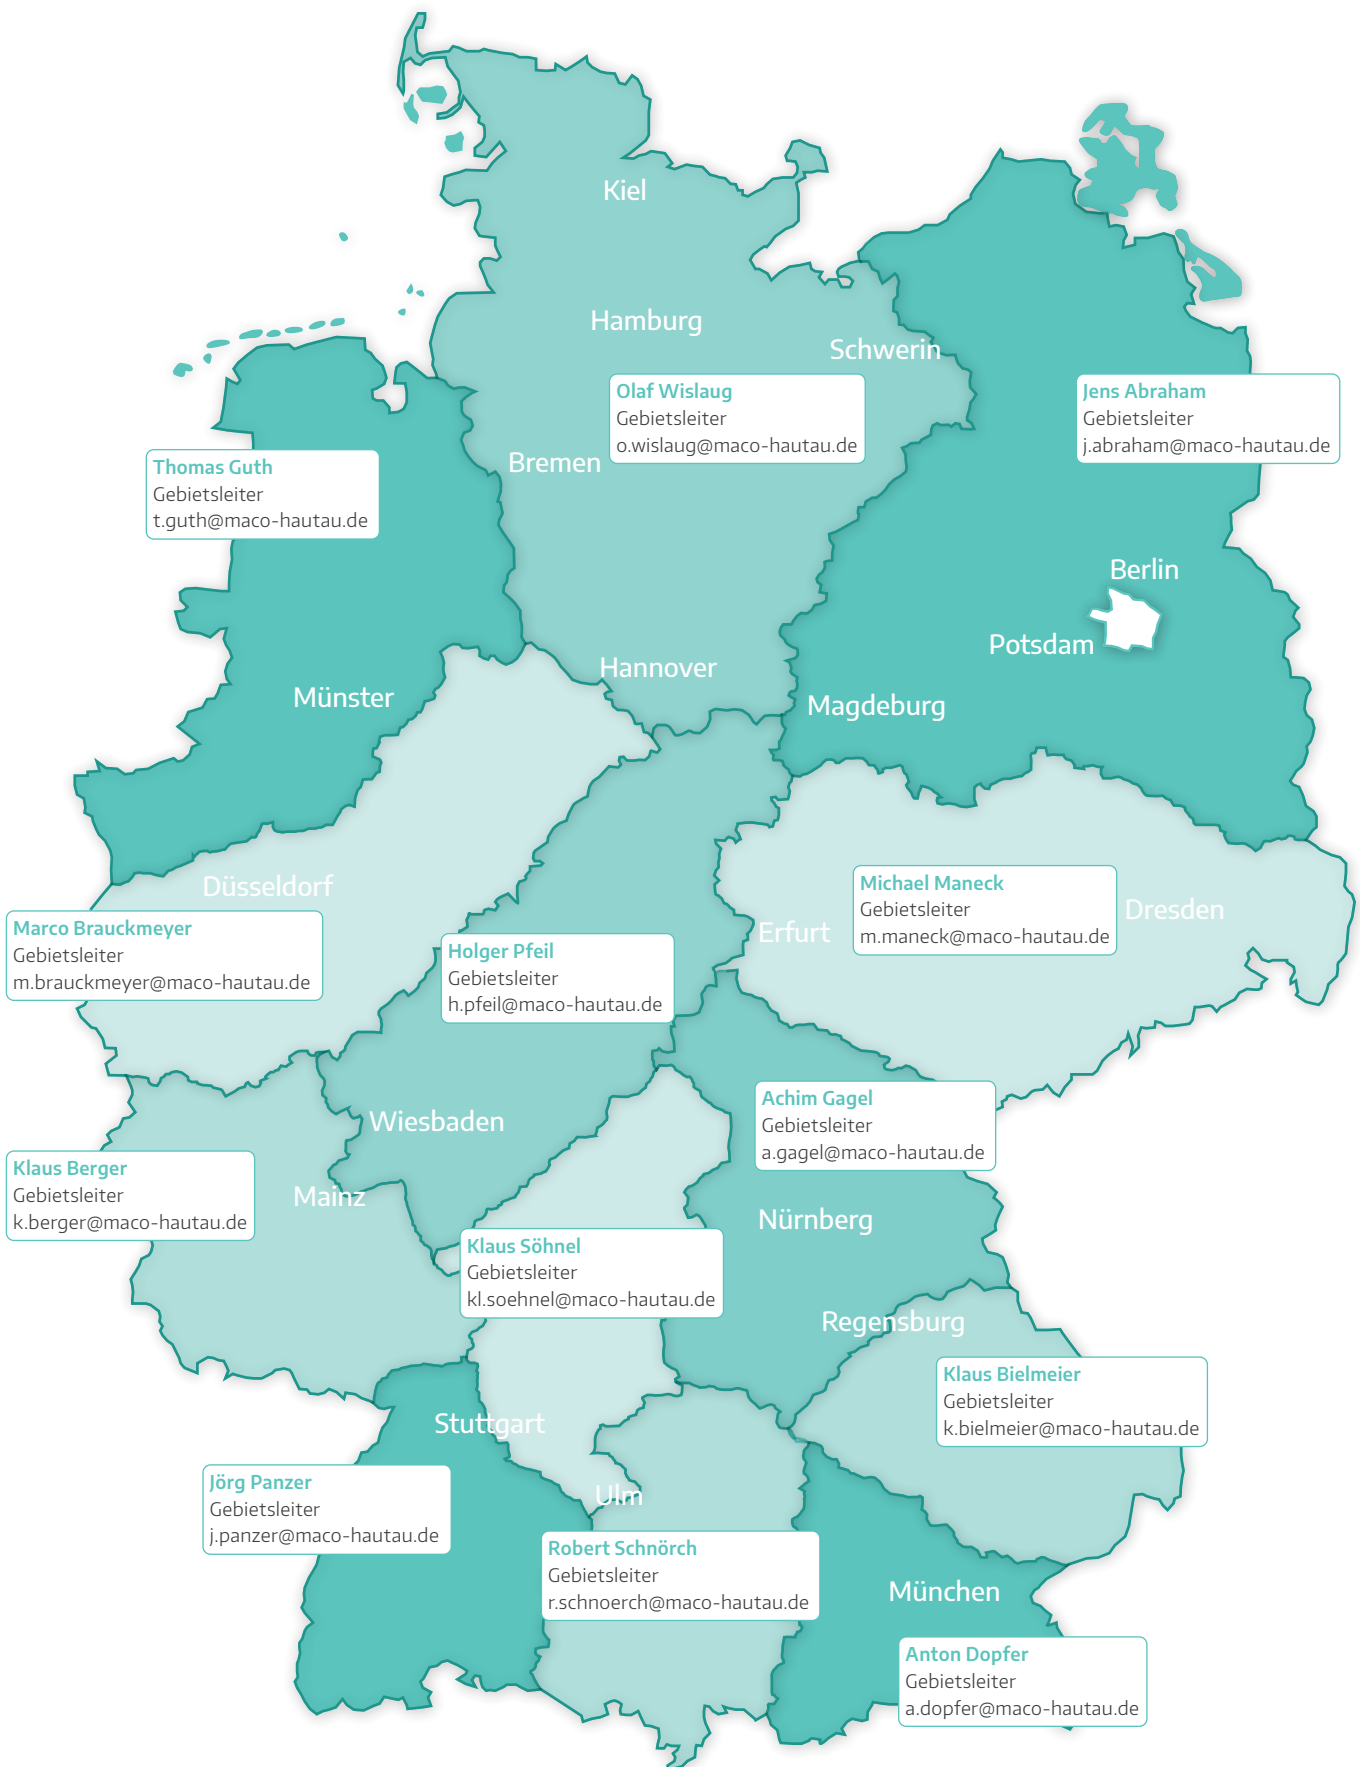 Kiel
Hamburg
Schwerin
Olaf Wislaug
Gebietsleiter
o.wislaug@maco-hautau.de
Jens Abraham
Gebietsleiter
j.abraham@maco-hautau.de
Bremen
Thomas Guth
Gebietsleiter
t.guth@maco-hautau.de
Berlin
Potsdam
Hannover
Münster
Magdeburg
Düsseldorf
Marco Brauckmeyer
Gebietsleiter
m.brauckmeyer@maco-hautau.de
Michael Maneck
Gebietsleiter
m.maneck@maco-hautau.de
Dresden
Erfurt
Holger Pfeil
Gebietsleiter
h.pfeil@maco-hautau.de
Wiesbaden
Achim Gagel
Gebietsleiter
a.gagel@maco-hautau.de
Klaus Berger
Gebietsleiter
k.berger@maco-hautau.de
Mainz
Nürnberg
Klaus Söhnel
Gebietsleiter
kl.soehnel@maco-hautau.de
Regensburg
Klaus Bielmeier
Gebietsleiter
k.bielmeier@maco-hautau.de
Stuttgart
Jörg Panzer
Gebietsleiter
j.panzer@maco-hautau.de
Ulm
Robert Schnörch
Gebietsleiter
r.schnoerch@maco-hautau.de
München
Anton Dopfer
Gebietsleiter
a.dopfer@maco-hautau.de